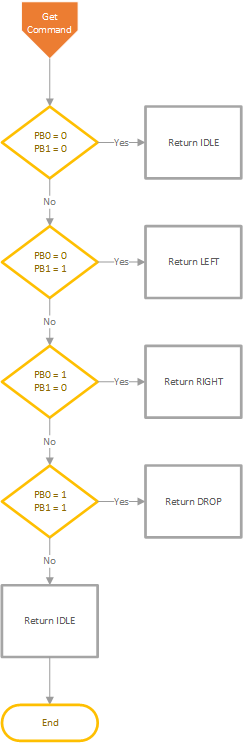 Get
Command
PB0 = 0
PB1 = 0
Yes
Return IDLE
No
PB0 = 0
PB1 = 1
Yes
Return LEFT
No
PB0 = 1
PB1 = 0
Yes
Return RIGHT
No
PB0 = 1
PB1 = 1
Yes
Return DROP
No
Return IDLE
End